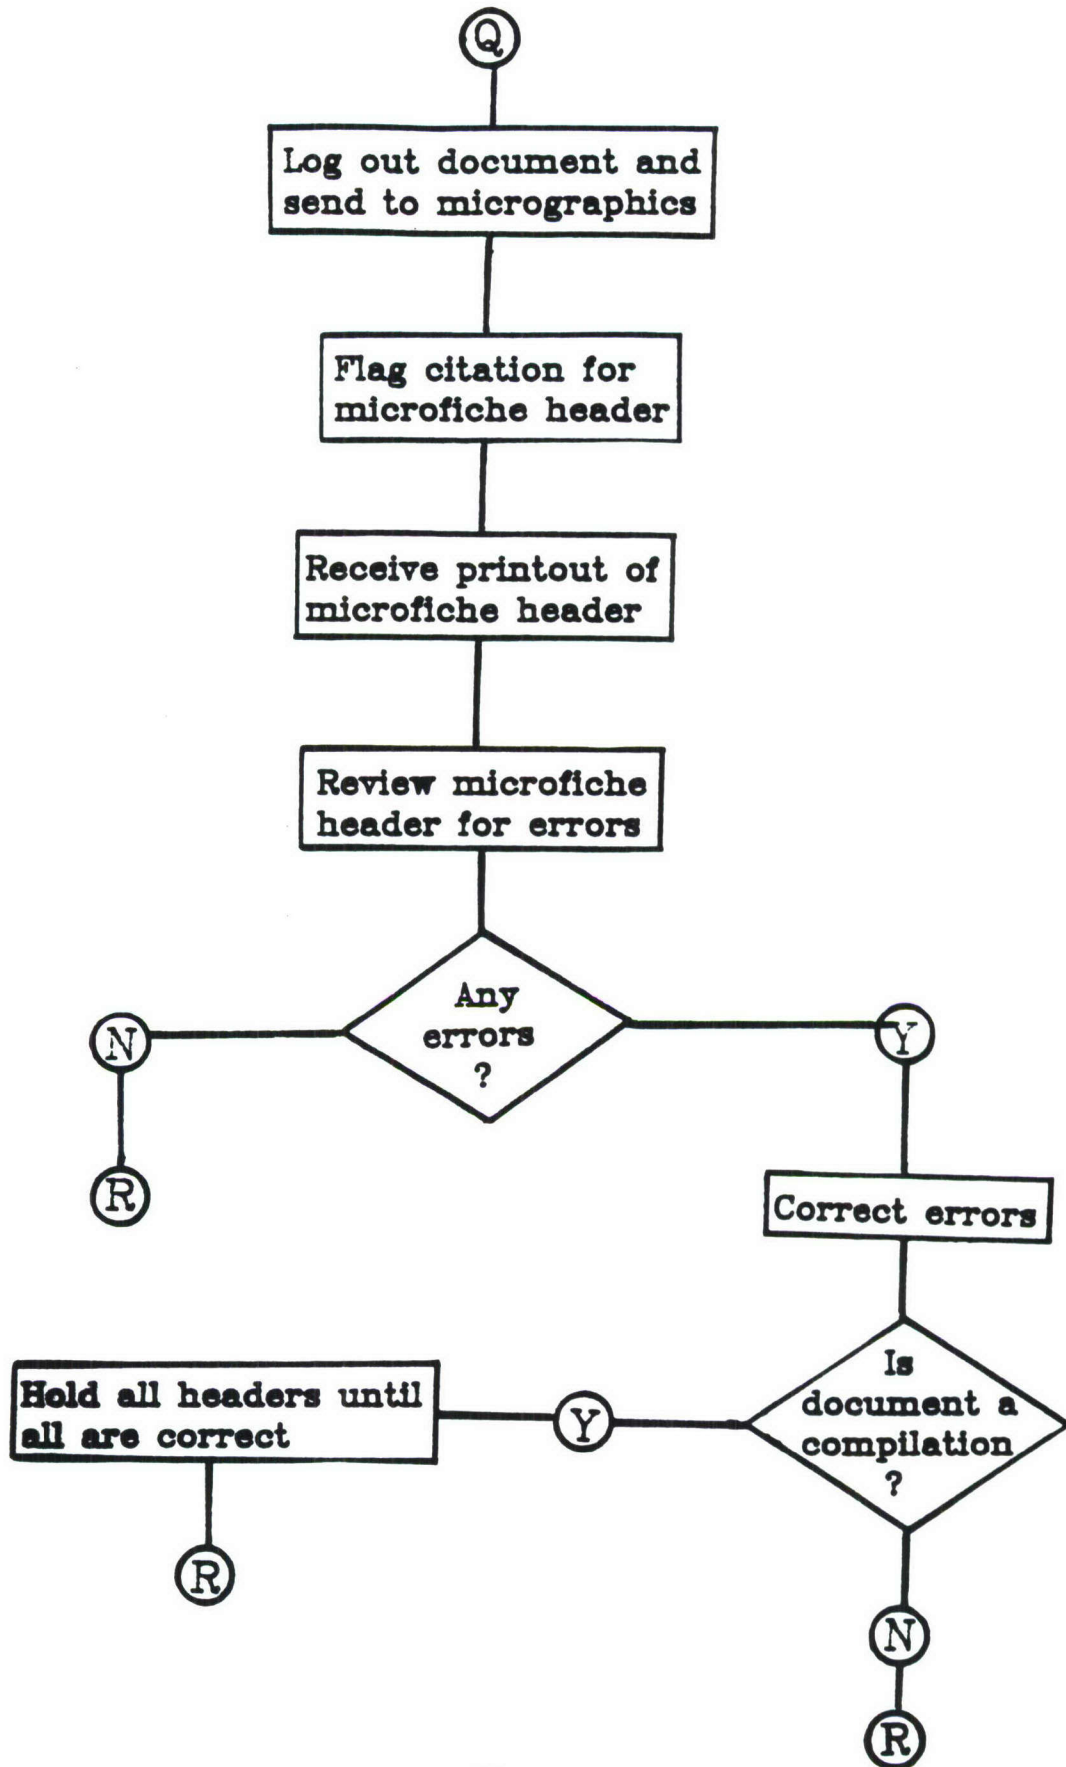 Q
Log out document and
send to micrographics
Flag citation for
microfiche header
Receive printout of
microfiche header
Review microfiche
header for errors
Any
errors
?
N
Y
R
Correct errors
Is
document a
compilation
?
Y
Hold all headers until
all are correct
R
N
R